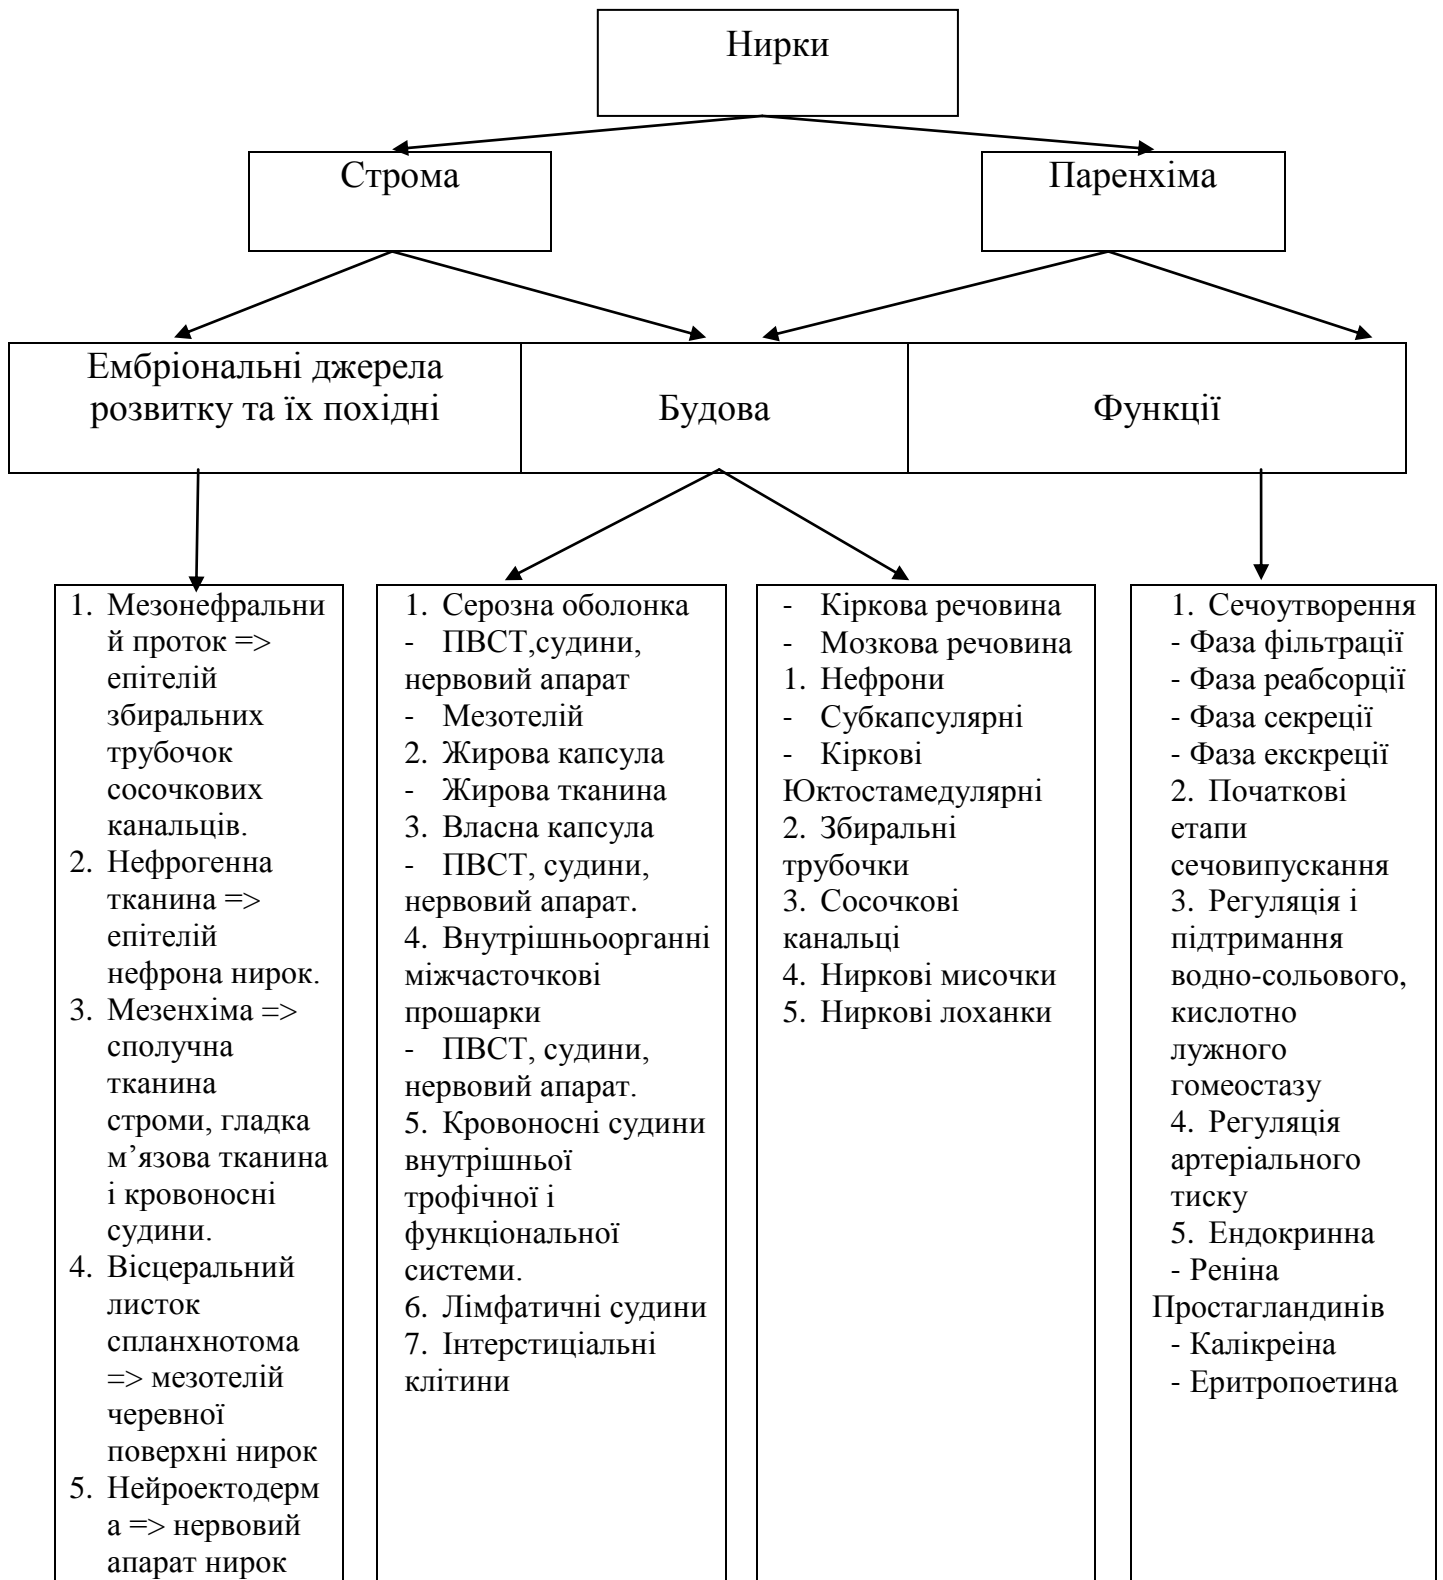 Нирки
Строма
Паренхіма
Ембріональні джерела
розвитку та їх похідні
Будова
Функції
1. Мезонефральни
й проток =>
епітелій
збиральних
трубочок
сосочкових
канальців.
2. Нефрогенна
тканина =>
епітелій
нефрона нирок.
3. Мезенхіма =>
сполучна
тканина
строми, гладка
м’язова тканина
і кровоносні
судини.
4. Вісцеральний
листок
спланхнотома
=> мезотелій
черевної
поверхні нирок
5. Нейроектодерм
а => нервовий
апарат нирок
1. Серозна оболонка
- ПВСТ,судини,
нервовий апарат
- Мезотелій
2. Жирова капсула
- Жирова тканина
3. Власна капсула
- ПВСТ, судини,
нервовий апарат.
4. Внутрішньоорганні
міжчасточкові
прошарки
- ПВСТ, судини,
нервовий апарат.
5. Кровоносні судини
внутрішньої
трофічної і
функціональної
системи.
6. Лімфатичні судини
7. Інтерстиціальні
клітини
- Кіркова речовина
- Мозкова речовина
1. Нефрони
- Субкапсулярні
- Кіркові
Юктостамедулярні
2. Збиральні
трубочки
3. Сосочкові
канальці
4. Ниркові мисочки
5. Ниркові лоханки
1. Сечоутворення
- Фаза фільтрації
- Фаза реабсорції
- Фаза секреції
- Фаза екскреції
2. Початкові
етапи
сечовипускання
3. Регуляція і
підтримання
водно-сольового,
кислотно
лужного
гомеостазу
4. Регуляція
артеріального
тиску
5. Ендокринна
- Реніна
Простагландинів
- Калікреіна
- Еритропоетина